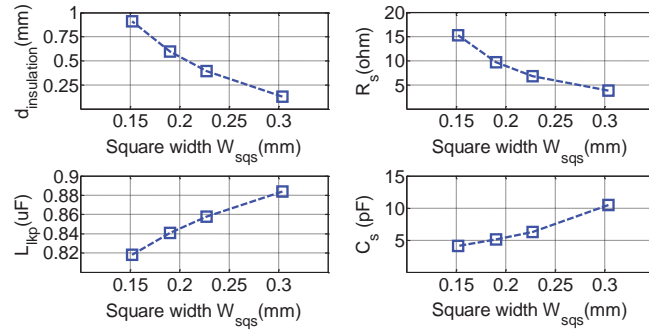 d_insulation(mm)
1
0.75
0.5
0.25
0.15 0.2 0.25 0.3
Square width W_sqs(mm)
R_s(ohm)
20
15
10
5
0.15 0.2 0.25 0.3
Square width W_sqs(mm)
L_lkp(uF)
0.9
0.88
0.86
0.84
0.82
0.15 0.2 0.25 0.3
Square width W_sqs(mm)
C_s (pF)
15
10
5
0.15 0.2 0.25 0.3
Square width W_sqs(mm)